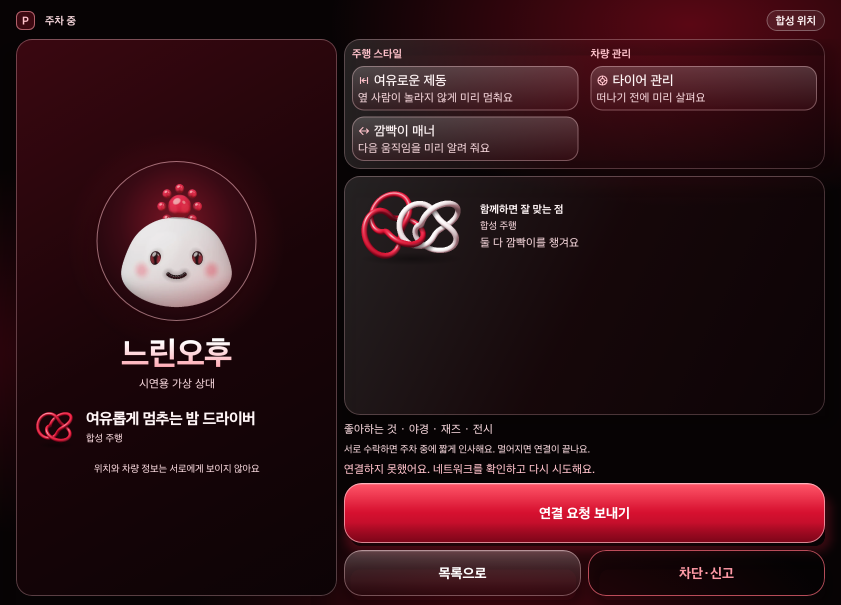 P 주차 중
합성 위치
느린오후
시연용 가상 상대
여유롭게 멈추는 밤 드라이버
합성 주행
위치와 차량 정보는 서로에게 보이지 않아요
주행 스타일
여유로운 제동
옆 사람이 놀라지 않게 미리 멈춰요
깜빡이 매너
다음 움직임을 미리 알려 줘요
차량 관리
타이어 관리
떠나기 전에 미리 살펴요
함께하면 잘 맞는 점
합성 주행
둘 다 깜빡이를 챙겨요
좋아하는 것 · 야경 · 재즈 · 전시
서로 수락하면 주차 중에 짧게 인사해요. 멀어지면 연결이 끝나요.
연결하지 못했어요. 네트워크를 확인하고 다시 시도해요.
연결 요청 보내기
목록으로
차단·신고